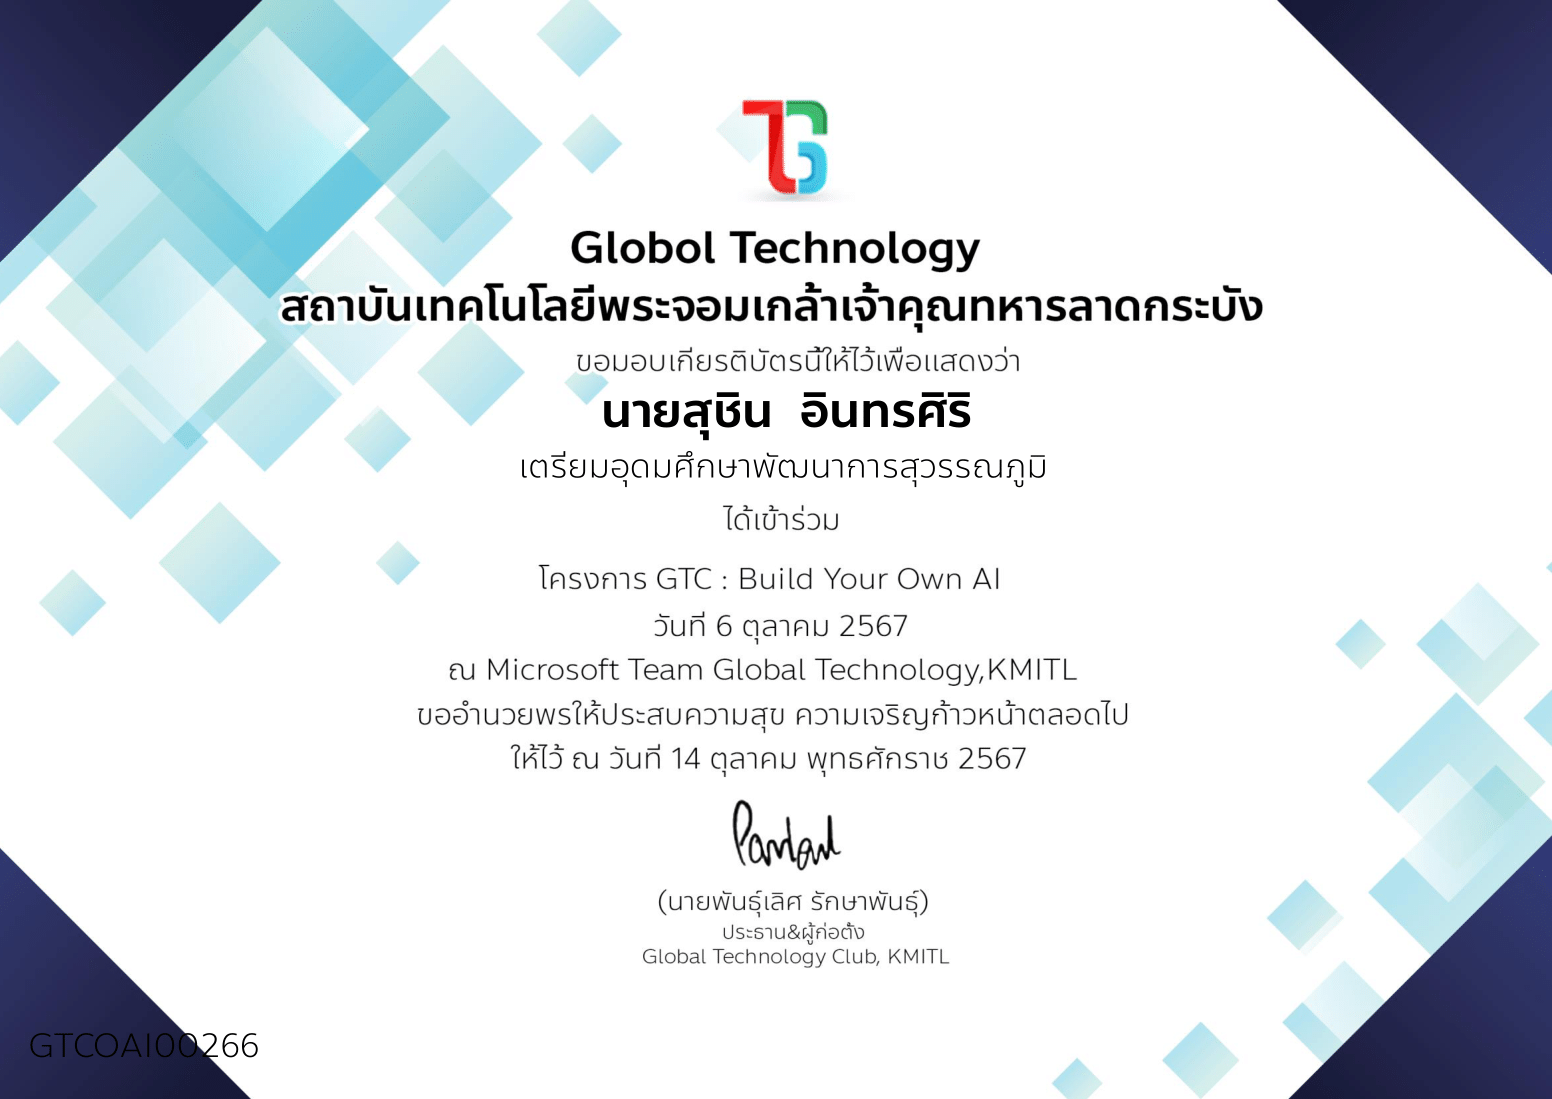 Globol Technology
สถาบันเทคโนโลยีพระจอมเกล้าเจ้าคุณทหารลาดกระบัง
ขอมอบเกียรติบัตรนี้ให้ไว้เพื่อแสดงว่า
นายสุชิน อินทรศิริ
เตรียมอุดมศึกษาพัฒนาการสุวรรณภูมิ
ได้เข้าร่วม
โครงการ GTC : Build Your Own AI
วันที่ 6 ตุลาคม 2567
ณ Microsoft Team Global Technology,KMITL
ขออำนวยพรให้ประสบความสุข ความเจริญก้าวหน้าตลอดไป
ให้ไว้ ณ วันที่ 14 ตุลาคม พุทธศักราช 2567
(นายพันธุ์เลิศ รักษาพันธุ์)
ประธาน&ผู้ก่อตั้ง
Global Technology Club, KMITL
GTCOAI00266